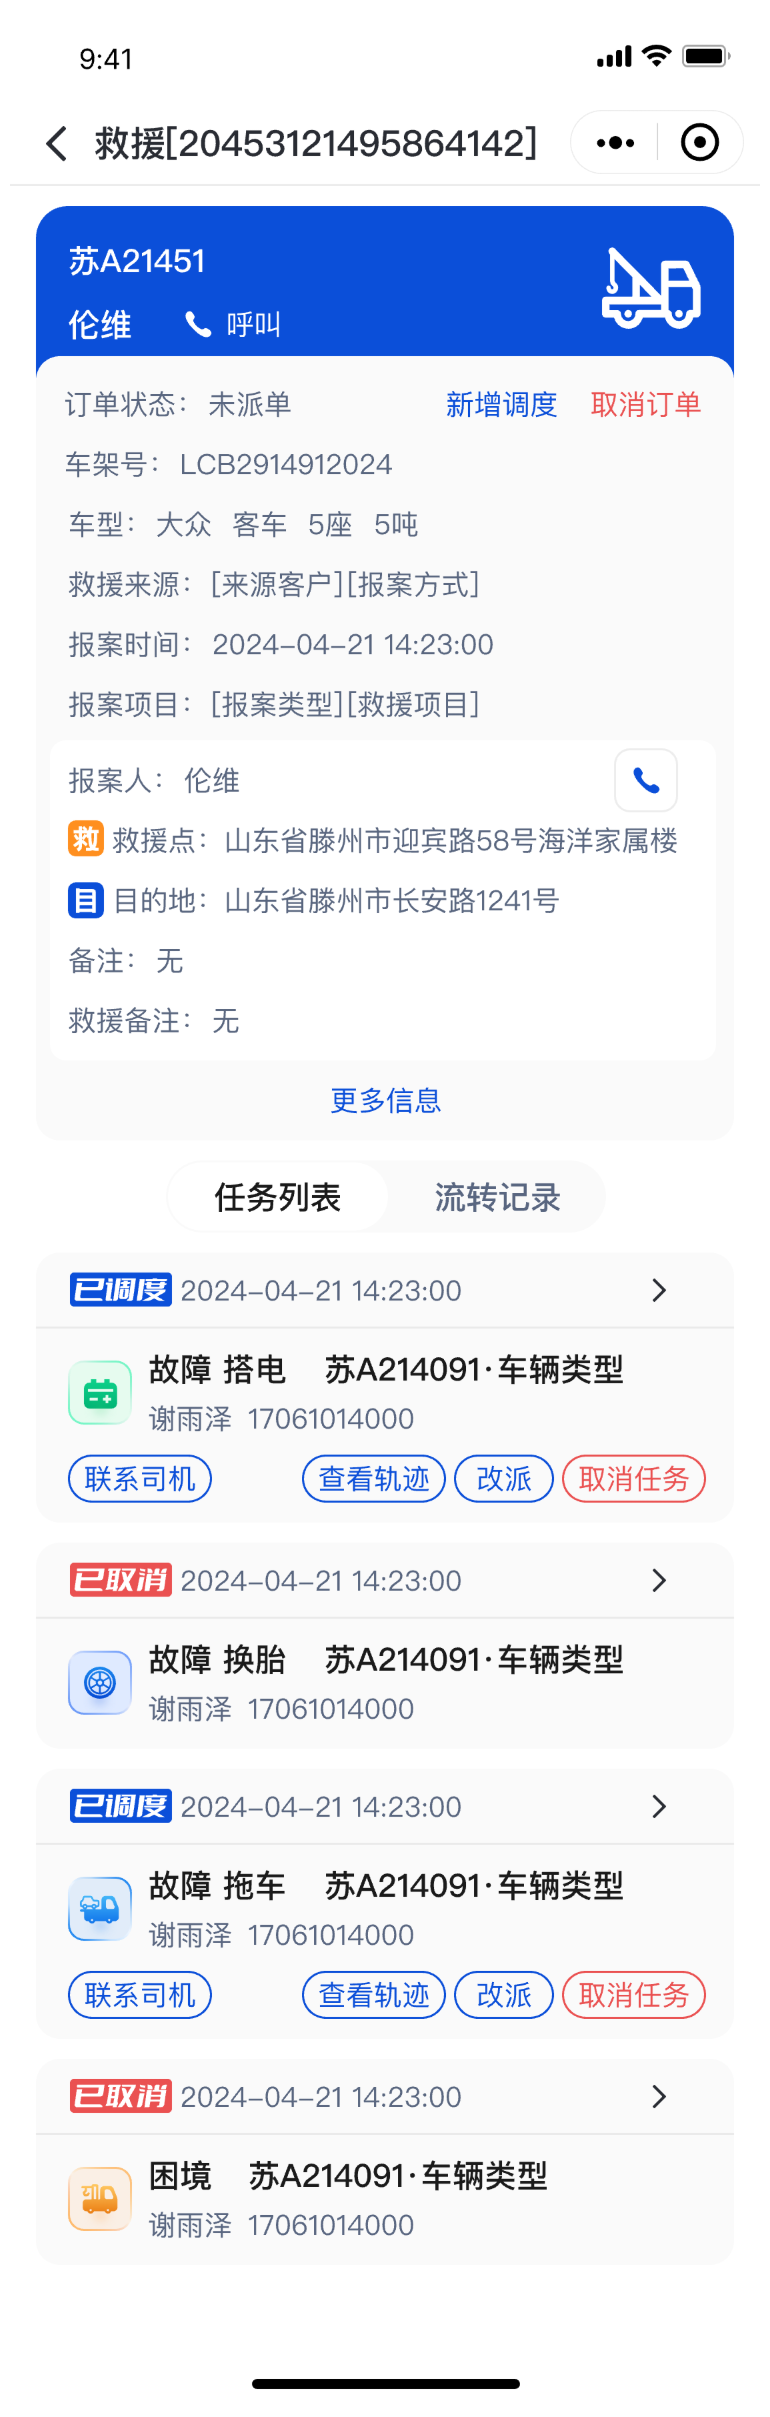 9:41
救援[20453121495864142]
苏A21451
伦维 呼叫
订单状态： 未派单 新增调度 取消订单
车架号： LCB2914912024
车型： 大众 客车 5座 5吨
救援来源：[来源客户][报案方式]
报案时间： 2024-04-21 14:23:00
报案项目：[报案类型][救援项目]
报案人： 伦维
救 救援点： 山东省滕州市迎宾路58号海洋家属楼
目 目的地： 山东省滕州市长安路1241号
备注： 无
救援备注： 无
更多信息
任务列表 流转记录
已调度 2024-04-21 14:23:00
故障 搭电 苏A214091·车辆类型
谢雨泽 17061014000
联系司机 查看轨迹 改派 取消任务
已取消 2024-04-21 14:23:00
故障 换胎 苏A214091·车辆类型
谢雨泽 17061014000
已调度 2024-04-21 14:23:00
故障 拖车 苏A214091·车辆类型
谢雨泽 17061014000
联系司机 查看轨迹 改派 取消任务
已取消 2024-04-21 14:23:00
困境 苏A214091·车辆类型
谢雨泽 17061014000